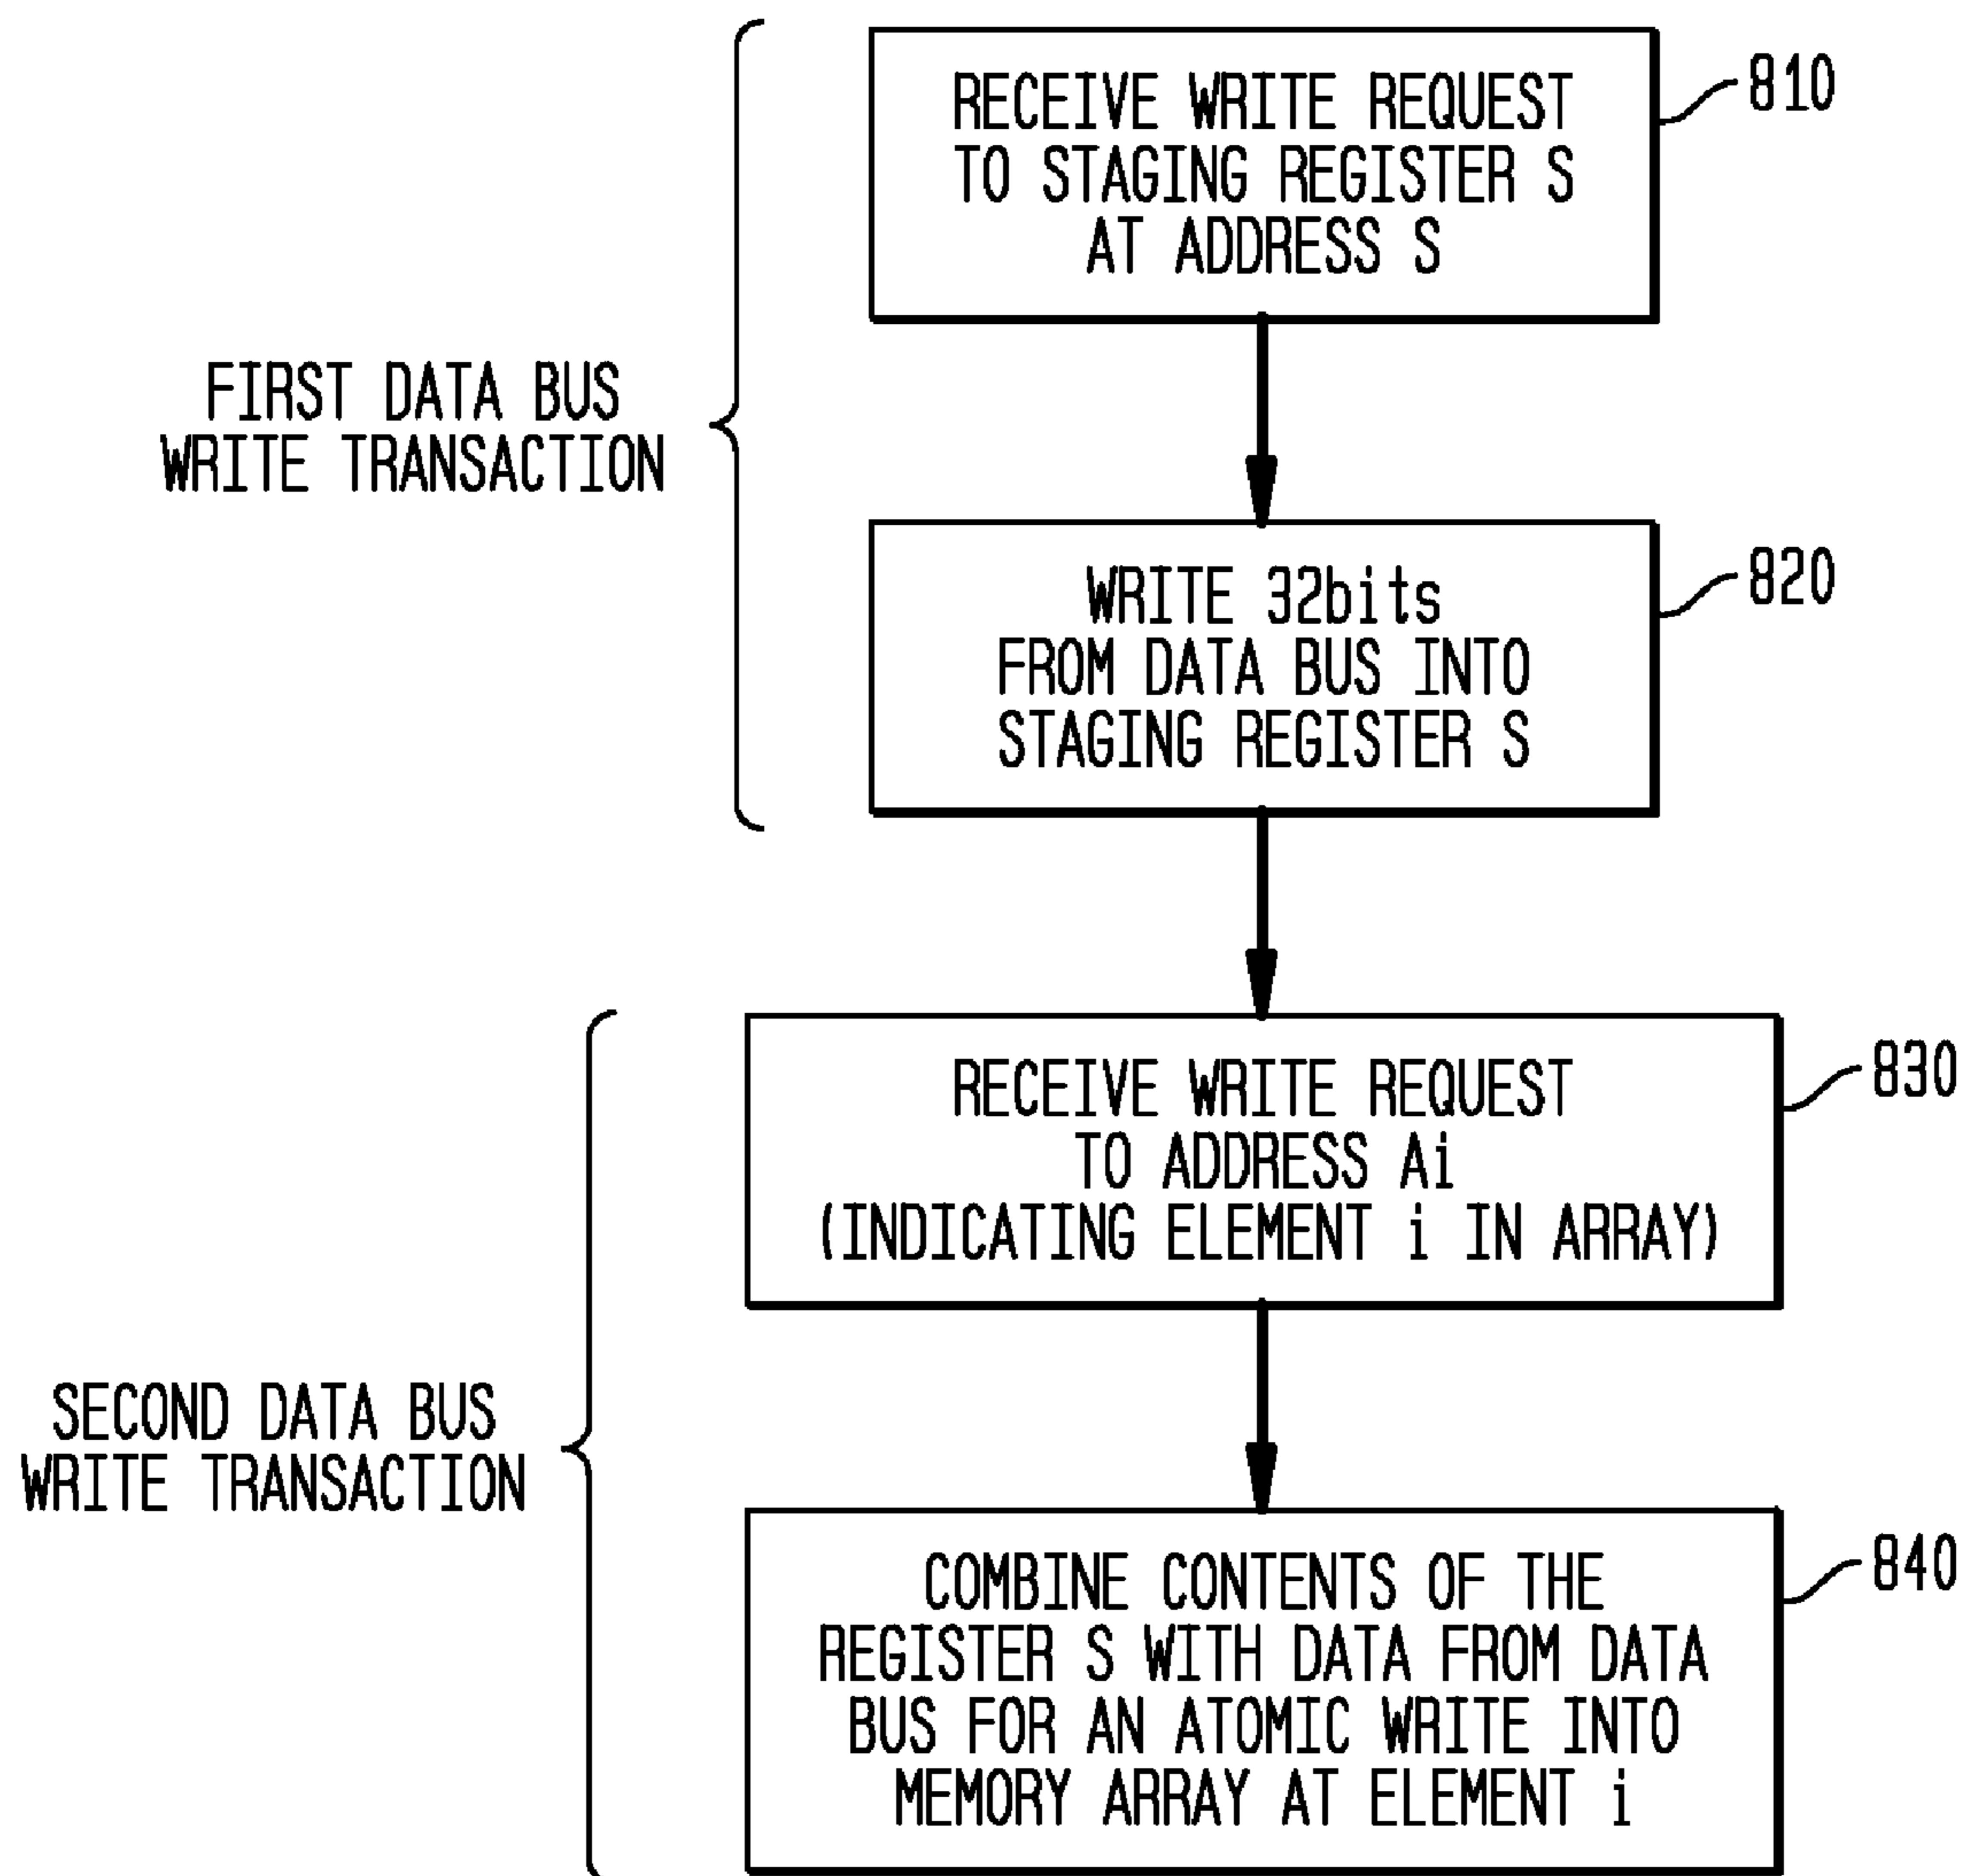 RECEIVE WRITE REQUEST
TO STAGING REGISTER S
AT ADDRESS S
810
FIRST DATA BUS
WRITE TRANSACTION
WRITE 32bits
FROM DATA BUS INTO
STAGING REGISTER S
820
RECEIVE WRITE REQUEST
TO ADDRESS Ai
(INDICATING ELEMENT i IN ARRAY)
830
SECOND DATA BUS
WRITE TRANSACTION
COMBINE CONTENTS OF THE
REGISTER S WITH DATA FROM DATA
BUS FOR AN ATOMIC WRITE INTO
MEMORY ARRAY AT ELEMENT i
840